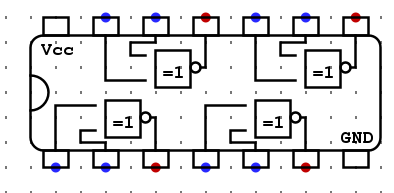 Vcc
=1 =1
=1 =1
GND